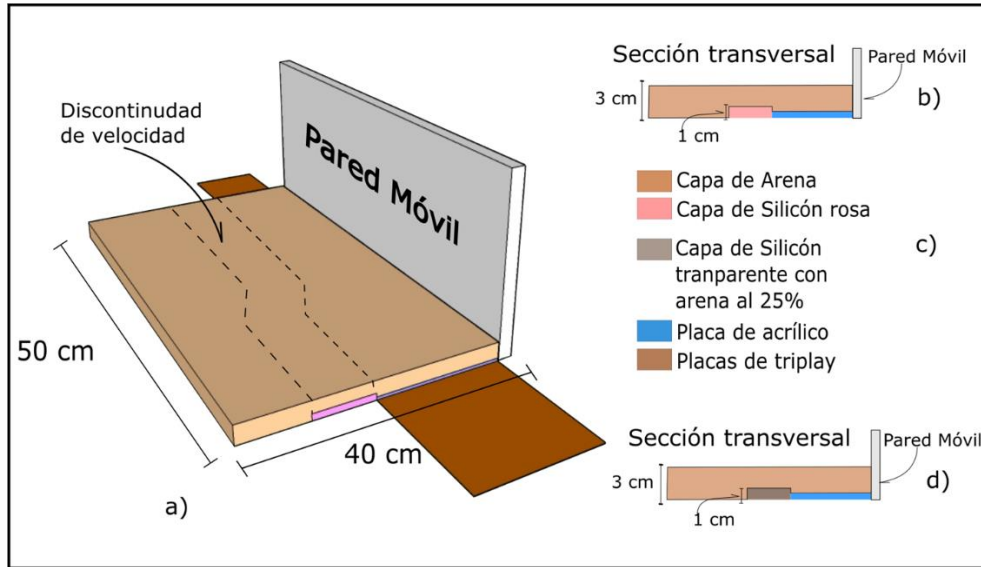 Discontinudad
de velocidad
Pared Móvil
50 cm
40 cm
a)
Sección transversal
Pared Móvil
3 cm
1 cm
b)
Capa de Arena
Capa de Silicón rosa
Capa de Silicón
tranparente con
arena al 25%
Placa de acrílico
Placas de triplay
c)
Sección transversal
Pared Móvil
3 cm
1 cm
d)